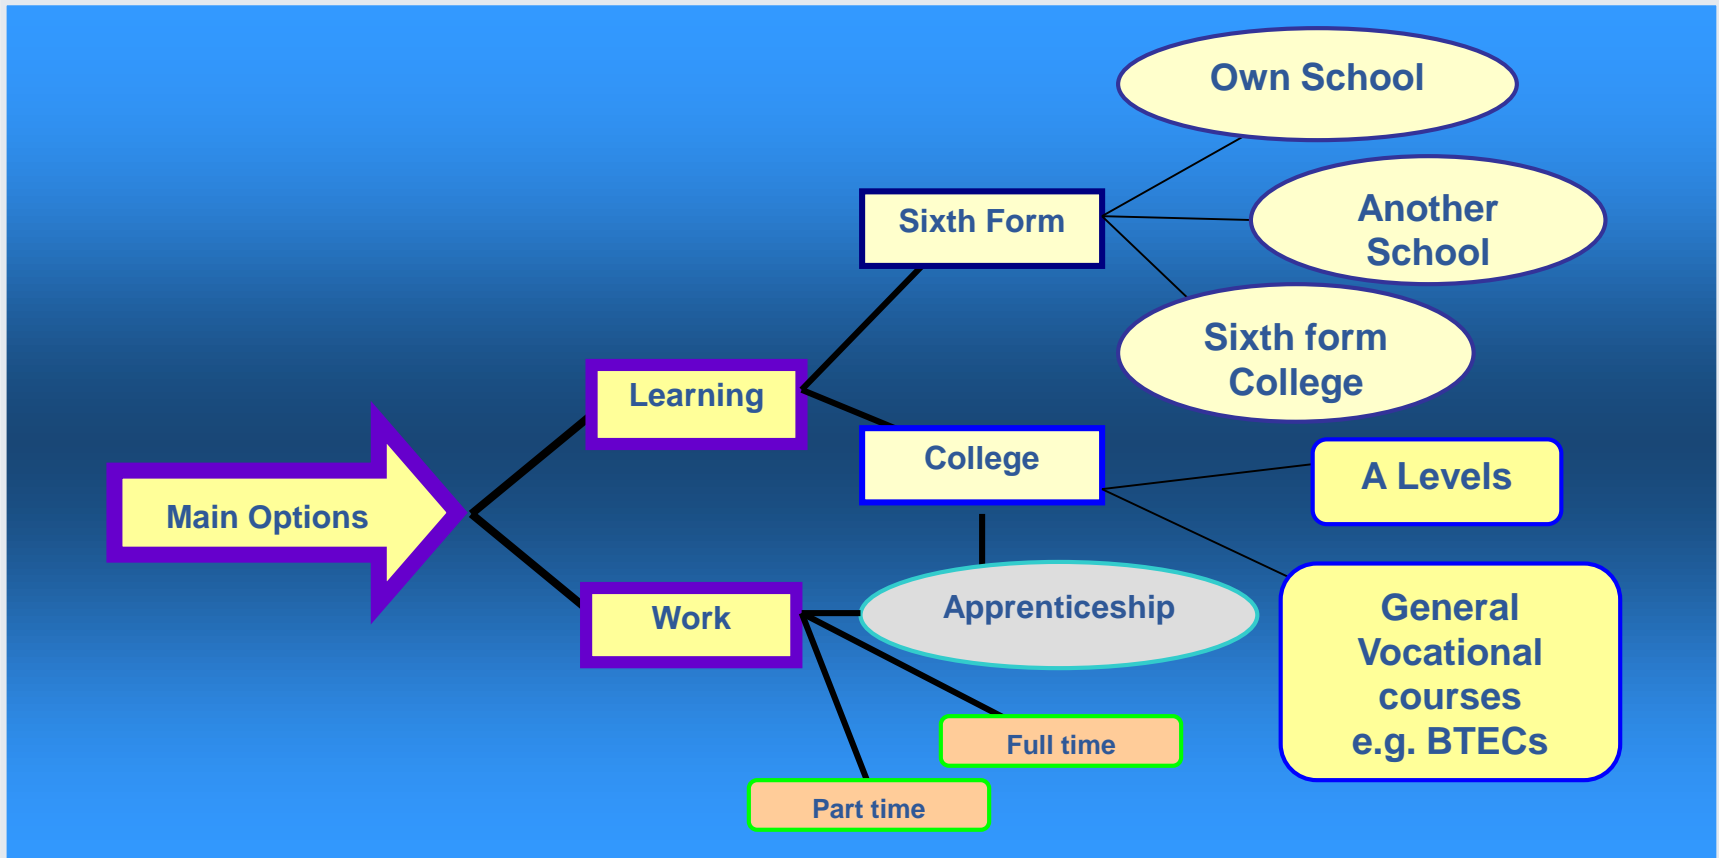 Own School
Another
School
Sixth Form
Sixth form
College
Learning
College
A Levels
Main Options
Work
Apprenticeship
General
Vocational
courses
e.g. BTECs
Full time
Part time